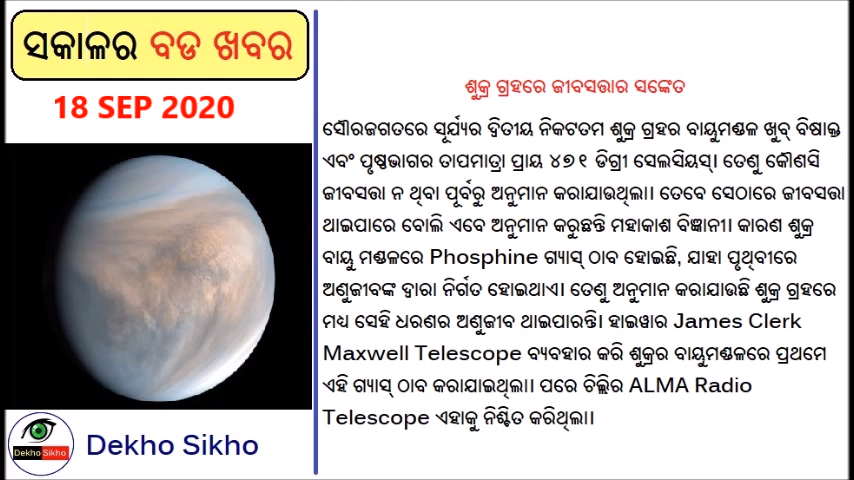 ସକାଳର ବଡ ଖବର
18 SEP 2020
Dekho Sikho
Dekho Sikho
ଶୁକ୍ର ଗ୍ରହରେ ଜୀବସତ୍ତାର ସଙ୍କେତ
ସୌରଜଗତରେ ସୂର୍ଯ୍ୟର ଦ୍ଵିତୀୟ ନିକଟତମ ଶୁକ୍ର ଗ୍ରହର ବାୟୁମଣ୍ଡଳ ଖୁବ୍ ବିଷାକ୍ତ
ଏବଂ ପୃଷ୍ଠଭାଗର ତାପମାତ୍ରା ପ୍ରାୟ ୪୭୧ ଡିଗ୍ରୀ ସେଲସିୟସ୍। ତେଣୁ କୌଣସି
ଜୀବସତ୍ତା ନ ଥିବା ପୂର୍ବରୁ ଅନୁମାନ କରାଯାଉଥିଲା। ତେବେ ସେଠାରେ ଜୀବସତ୍ତା
ଥାଇପାରେ ବୋଲି ଏବେ ଅନୁମାନ କରୁଛନ୍ତି ମହାକାଶ ବିଜ୍ଞାନୀ। କାରଣ ଶୁକ୍ର
ବାୟୁ ମଣ୍ଡଳରେ Phosphine ଗ୍ୟାସ୍ ଠାବ ହୋଇଛି, ଯାହା ପୃଥିବୀରେ
ଅଣୁଜୀବଙ୍କ ଦ୍ଵାରା ନିର୍ଗତ ହୋଇଥାଏ। ତେଣୁ ଅନୁମାନ କରାଯାଉଛି ଶୁକ୍ର ଗ୍ରହରେ
ମଧ୍ୟ ସେହି ଧରଣର ଅଣୁଜୀବ ଥାଇପାରନ୍ତି। ହାଇୱାର James Clerk
Maxwell Telescope ବ୍ୟବହାର କରି ଶୁକ୍ରର ବାୟୁମଣ୍ଡଳରେ ପ୍ରଥମେ
ଏହି ଗ୍ୟାସ୍ ଠାବ କରାଯାଇଥିଲା। ପରେ ଚିଲ୍ଲିର ALMA Radio
Telescope ଏହାକୁ ନିଶ୍ଚିତ କରିଥିଲା।